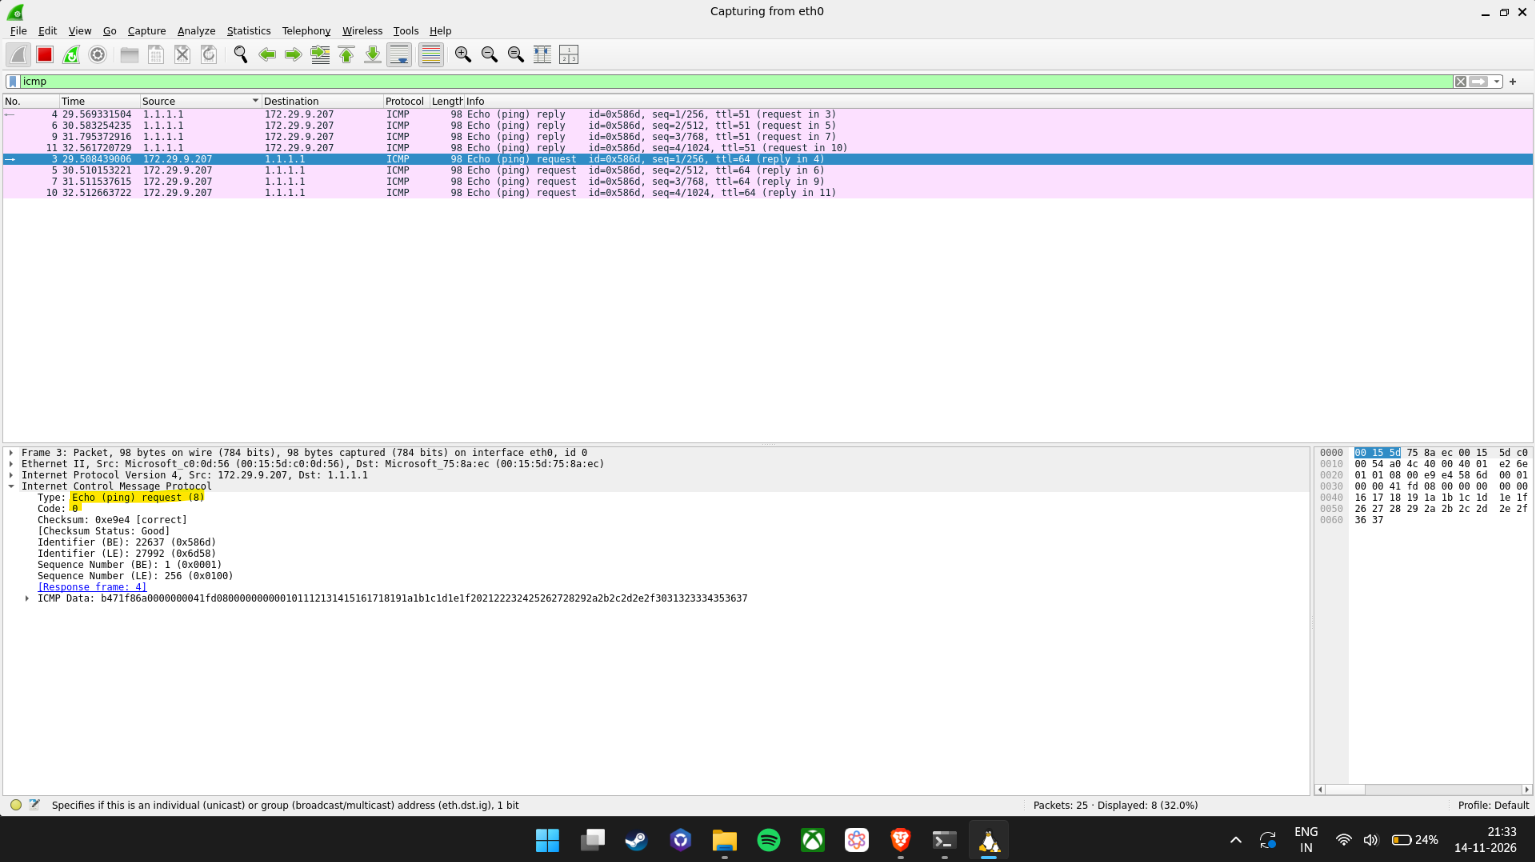 Capturing from eth0
File Edit View Go Capture Analyze Statistics Telephony Wireless Tools Help
icmp
No. Time Source Destination Protocol Length Info
4 29.569331504 1.1.1.1 172.29.9.207 ICMP 98 Echo (ping) reply id=0x586d, seq=1/256, ttl=51 (request in 3)
6 30.583254235 1.1.1.1 172.29.9.207 ICMP 98 Echo (ping) reply id=0x586d, seq=2/512, ttl=51 (request in 5)
9 31.795372916 1.1.1.1 172.29.9.207 ICMP 98 Echo (ping) reply id=0x586d, seq=3/768, ttl=51 (request in 7)
11 32.561720729 1.1.1.1 172.29.9.207 ICMP 98 Echo (ping) reply id=0x586d, seq=4/1024, ttl=51 (request in 10)
3 29.508439006 172.29.9.207 1.1.1.1 ICMP 98 Echo (ping) request id=0x586d, seq=1/256, ttl=64 (reply in 4)
5 30.510153221 172.29.9.207 1.1.1.1 ICMP 98 Echo (ping) request id=0x586d, seq=2/512, ttl=64 (reply in 6)
7 31.511537615 172.29.9.207 1.1.1.1 ICMP 98 Echo (ping) request id=0x586d, seq=3/768, ttl=64 (reply in 9)
10 32.512663722 172.29.9.207 1.1.1.1 ICMP 98 Echo (ping) request id=0x586d, seq=4/1024, ttl=64 (reply in 11)
Frame 3: Packet, 98 bytes on wire (784 bits), 98 bytes captured (784 bits) on interface eth0, id 0
Ethernet II, Src: Microsoft_c0:0d:56 (00:15:5d:c0:0d:56), Dst: Microsoft_75:8a:ec (00:15:5d:75:8a:ec)
Internet Protocol Version 4, Src: 172.29.9.207, Dst: 1.1.1.1
Internet Control Message Protocol
Type: Echo (ping) request (8)
Code: 0
Checksum: 0xe9e4 [correct]
[Checksum Status: Good]
Identifier (BE): 22637 (0x586d)
Identifier (LE): 27992 (0x6d58)
Sequence Number (BE): 1 (0x0001)
Sequence Number (LE): 256 (0x0100)
[Response frame: 4]
ICMP Data: b471f86a0000000041fd080000000000101112131415161718191a1b1c1d1e1f202122232425262728292a2b2c2d2e2f3031323334353637
0000 00 15 5d 75 8a ec 00 15 5d c0
0010 00 54 a0 4c 40 00 40 01 e2 6e
0020 01 01 08 00 e9 e4 58 6d 00 01
0030 00 00 41 fd 08 00 00 00 00 00
0040 16 17 18 19 1a 1b 1c 1d 1e 1f
0050 26 27 28 29 2a 2b 2c 2d 2e 2f
0060 36 37
Specifies if this is an individual (unicast) or group (broadcast/multicast) address (eth.dst.ig), 1 bit
Packets: 25 · Displayed: 8 (32.0%)
Profile: Default
ENG
IN
24%
21:33
14-11-2026